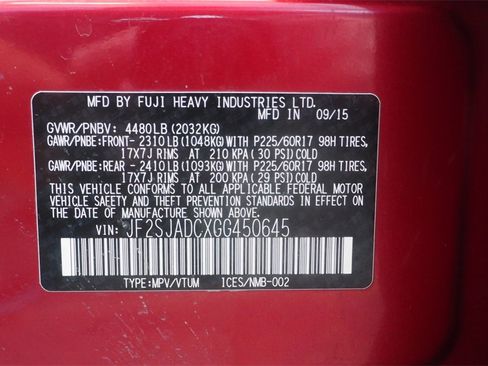 MFD BY FUJI HEAVY INDUSTRIES LTD.
MFD IN 09/15
GVWR/PNBV: 4480LB(2032KG)
GAWR/PNBE:FRONT- 2310LB(1048KG)WITH P225/60R17 98H TIRES,
17X7J RIMS AT 210 KPA(30 PSI)COLD
GAWR/PNBE:REAR - 2410LB(1093KG)WITH P225/60R17 98H TIRES,
17X7J RIMS AT 200 KPA(29 PSI)COLD
THIS VEHICLE CONFORMS TO ALL APPLICABLE FEDERAL MOTOR
VEHICLE SAFETY AND THEFT PREVENTION STANDARDS IN EFFECT
ON THE DATE OF MANUFACTURE SHOWN ABOVE.
VIN: JF2SJADCXGG450645
TYPE:MPV/VTUM ICES/NMB-002